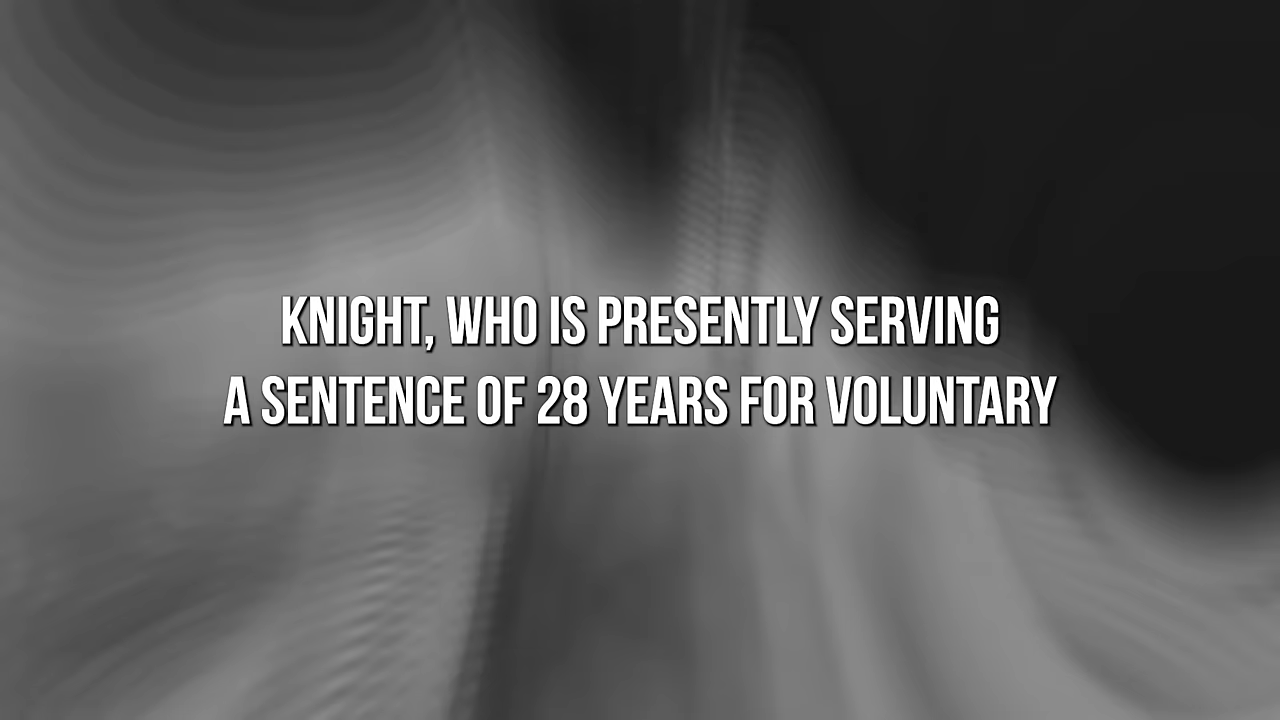 KNIGHT, WHO IS PRESENTLY SERVING
A SENTENCE OF 28 YEARS FOR VOLUNTARY